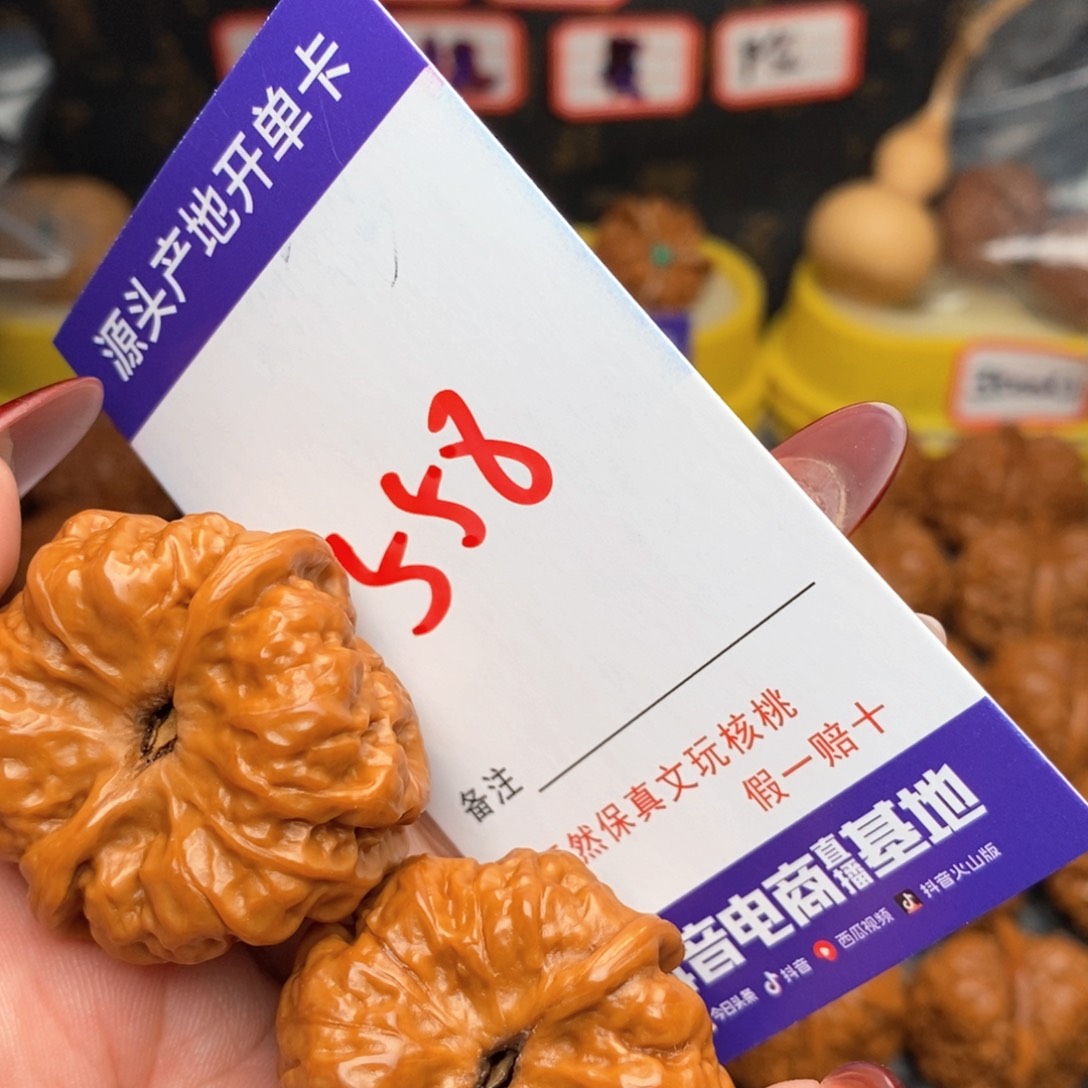 源头产地开单卡
558
备注
然保真文玩核桃
假一赔十
音电商直播基地
今日头条 抖音 西瓜视频 抖音火山版